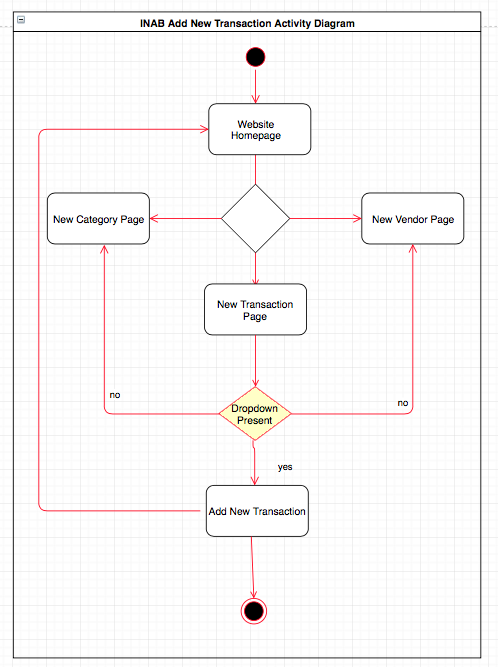 INAB Add New Transaction Activity Diagram
Website
Homepage
New Category Page
New Vendor Page
New Transaction
Page
no
no
Dropdown
Present
yes
Add New Transaction